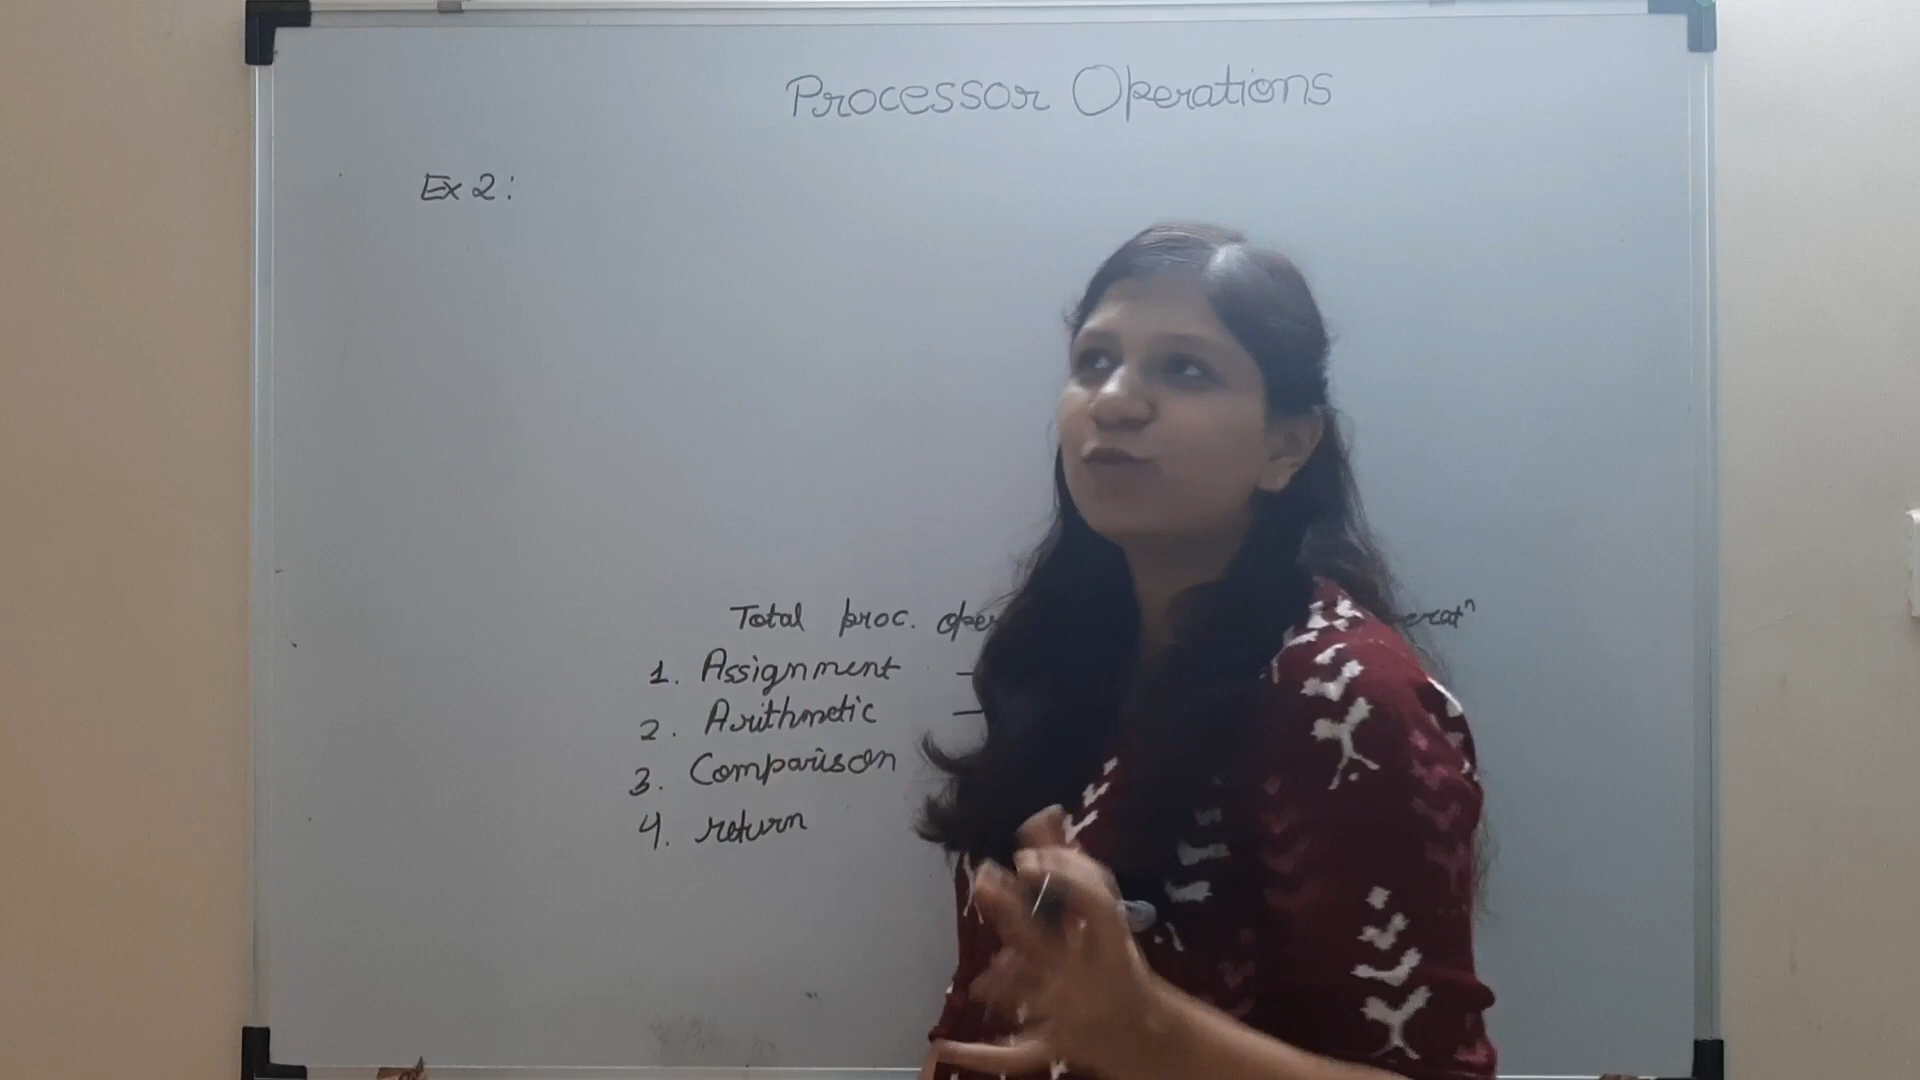 Processor Operations
Ex 2:
Total proc.
1. Assignment -
2. Arithmetic -
3. Comparison
4. return